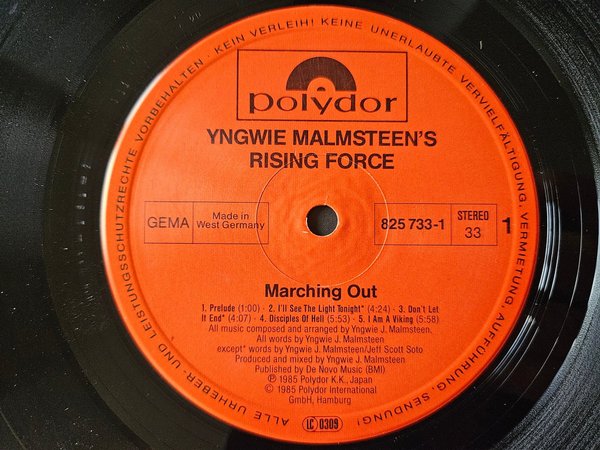 ALLE URHEBER- UND LEISTUNGSSCHUTZRECHTE VORBEHALTEN · KEIN VERLEIH! KEINE UNERLAUBTE VERVIELFÄLTIGUNG, VERMIETUNG, AUFFÜHRUNG, SENDUNG!
polydor
YNGWIE MALMSTEEN'S
RISING FORCE
GEMA
Made in
West Germany
825 733-1
STEREO
33
1
Marching Out
1. Prelude (1:00) · 2. I'll See The Light Tonight* (4:24) · 3. Don't Let
It End* (4:07) · 4. Disciples Of Hell (5:53) · 5. I Am A Viking (5:58)
All music composed and arranged by Yngwie J. Malmsteen.
All words by Yngwie J. Malmsteen
except* words by Yngwie J. Malmsteen/Jeff Scott Soto
Produced and mixed by Yngwie J. Malmsteen
Published by De Novo Music (BMI)
℗ 1985 Polydor K.K., Japan
© 1985 Polydor International
GmbH, Hamburg
LC 0309